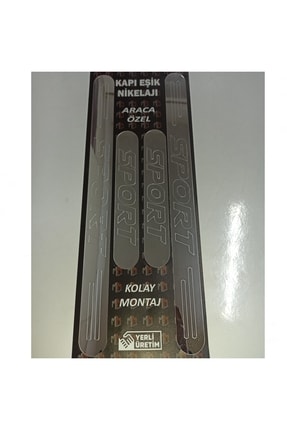 KAPI EŞİK
NİKELAJI
ARACA
ÖZEL
SPORT
SPORT
SPORT
SPORT
KOLAY
MONTAJ
YERLİ
ÜRETİM